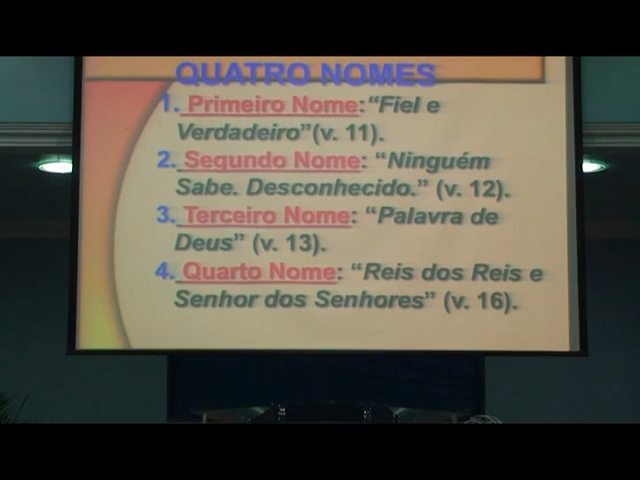 QUATRO NOMES
1. Primeiro Nome:“Fiel e
Verdadeiro”(v. 11).
2. Segundo Nome: “Ninguém
Sabe. Desconhecido.” (v. 12).
3. Terceiro Nome: “Palavra de
Deus” (v. 13).
4. Quarto Nome: “Reis dos Reis e
Senhor dos Senhores” (v. 16).